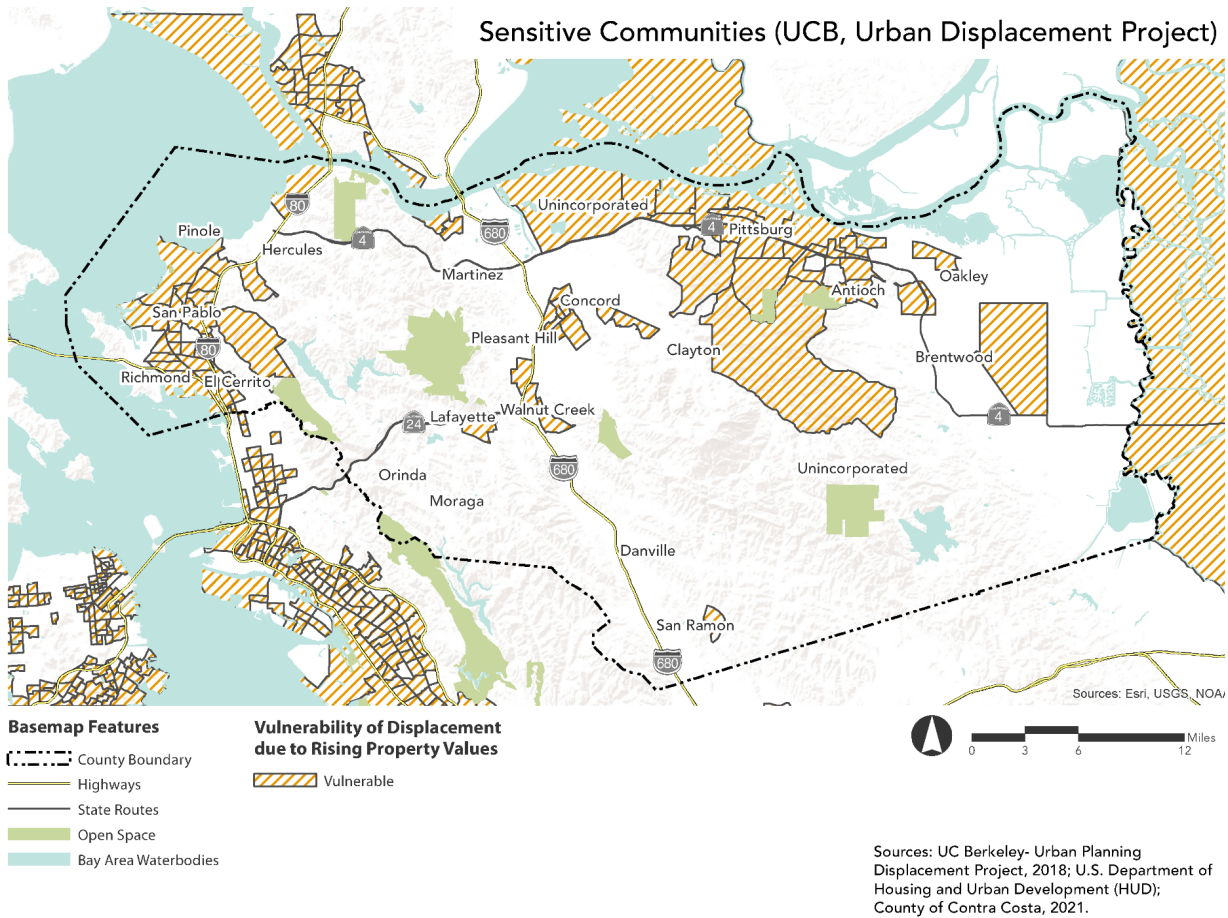 Sensitive Communities (UCB, Urban Displacement Project)
Unincorporated
80
Pinole
680
4
Pittsburg
4
Hercules
Martinez
Oakley
Antioch
Concord
San Pablo
Pleasant Hill
80
Clayton
Brentwood
Richmond
El Cerrito
Lafayette
Walnut Creek
24
4
680
Unincorporated
Orinda
Moraga
Danville
San Ramon
680
Sources: Esri, USGS, NOAA
Basemap Features
County Boundary
Highways
State Routes
Open Space
Bay Area Waterbodies
Vulnerability of Displacement
due to Rising Property Values
Vulnerable
Miles
0 3 6 12
Sources: UC Berkeley- Urban Planning
Displacement Project, 2018; U.S. Department of
Housing and Urban Development (HUD);
County of Contra Costa, 2021.